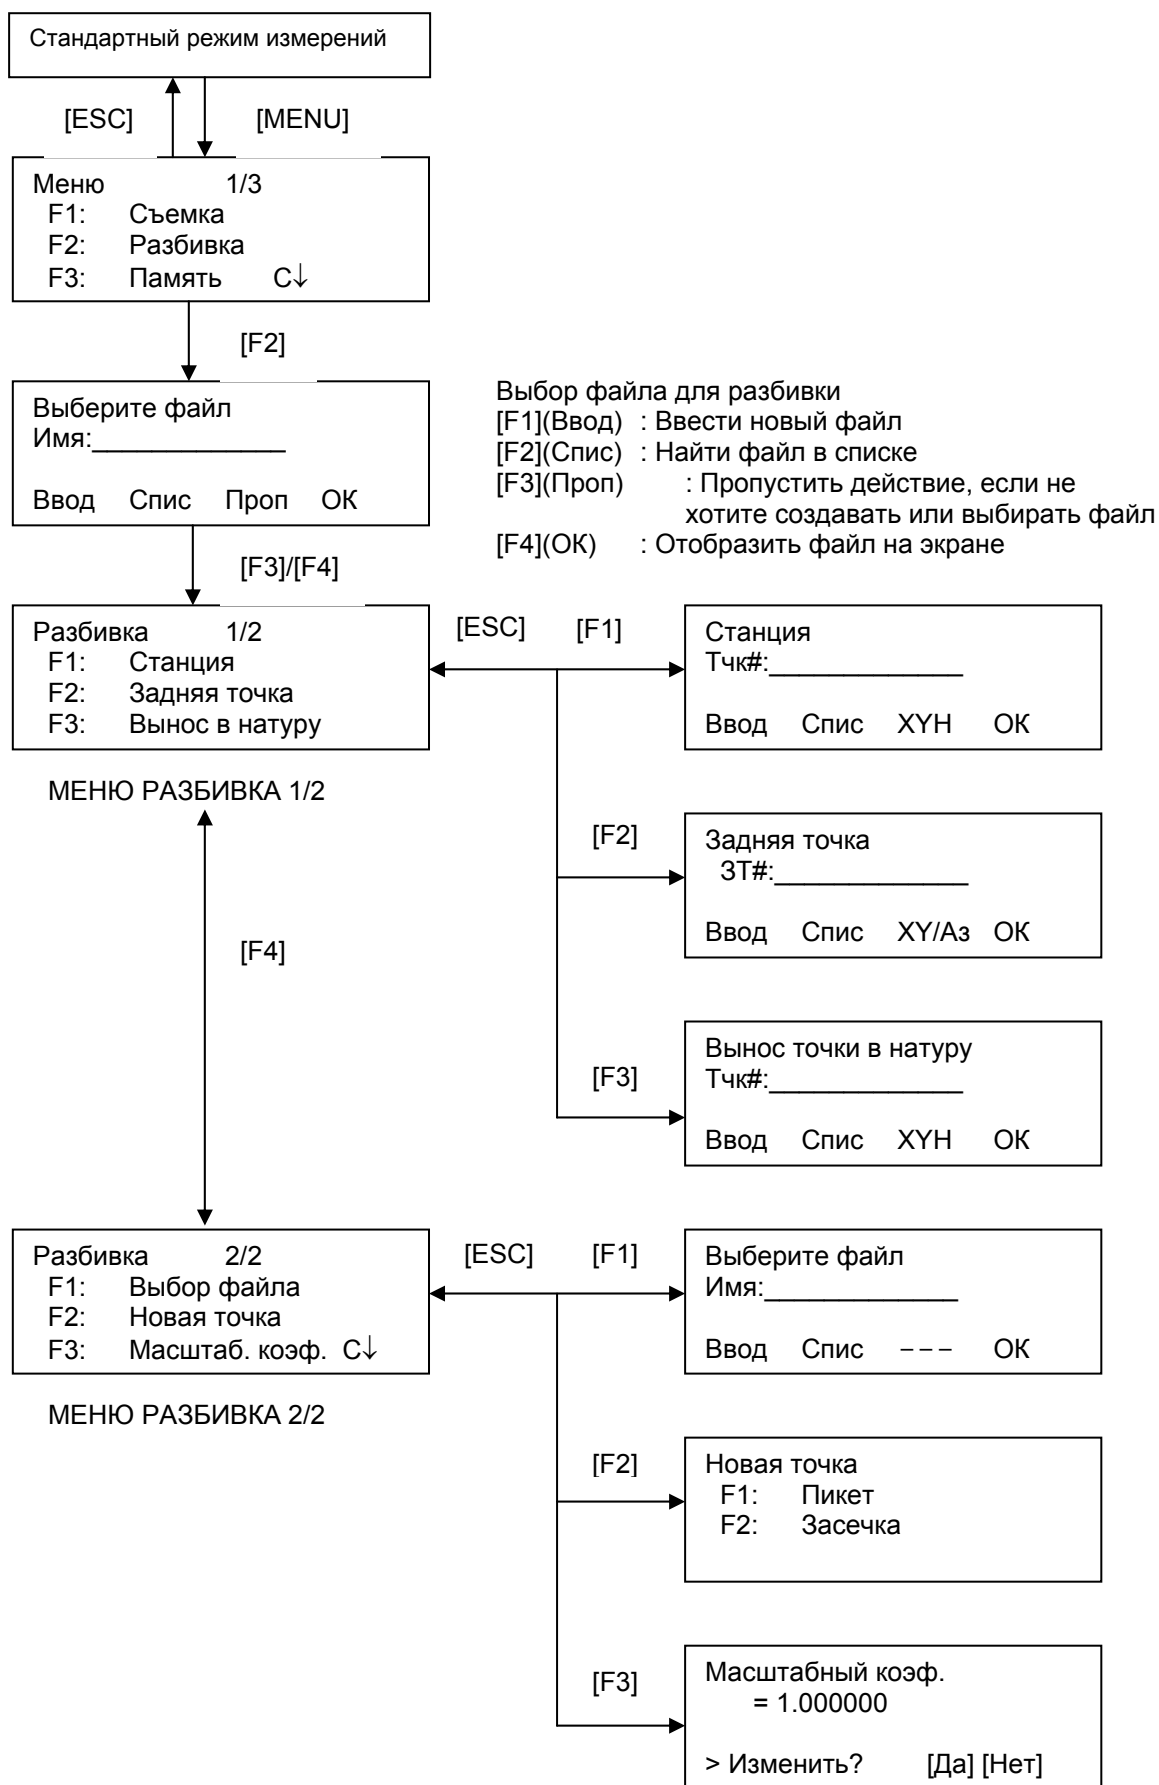 Стандартный режим измерений
[ESC] [MENU]
Меню 1/3
F1: Съемка
F2: Разбивка
F3: Память С↓
[F2]
Выберите файл
Имя:_____________
Ввод Спис Проп ОК
Выбор файла для разбивки
[F1](Ввод) : Ввести новый файл
[F2](Спис) : Найти файл в списке
[F3](Проп) : Пропустить действие, если не
хотите создавать или выбирать файл
[F4](ОК) : Отобразить файл на экране
[F3]/[F4]
Разбивка 1/2
F1: Станция
F2: Задняя точка
F3: Вынос в натуру
МЕНЮ РАЗБИВКА 1/2
[ESC] [F1]
Станция
Тчк#:_____________
Ввод Спис XYH ОК
[F2]
Задняя точка
ЗТ#:_____________
Ввод Спис XY/Аз ОК
[F4]
[F3]
Вынос точки в натуру
Тчк#:_____________
Ввод Спис XYH ОК
Разбивка 2/2
F1: Выбор файла
F2: Новая точка
F3: Масштаб. коэф. С↓
МЕНЮ РАЗБИВКА 2/2
[ESC] [F1]
Выберите файл
Имя:_____________
Ввод Спис – – – ОК
[F2]
Новая точка
F1: Пикет
F2: Засечка
[F3]
Масштабный коэф.
= 1.000000
> Изменить? [Да] [Нет]